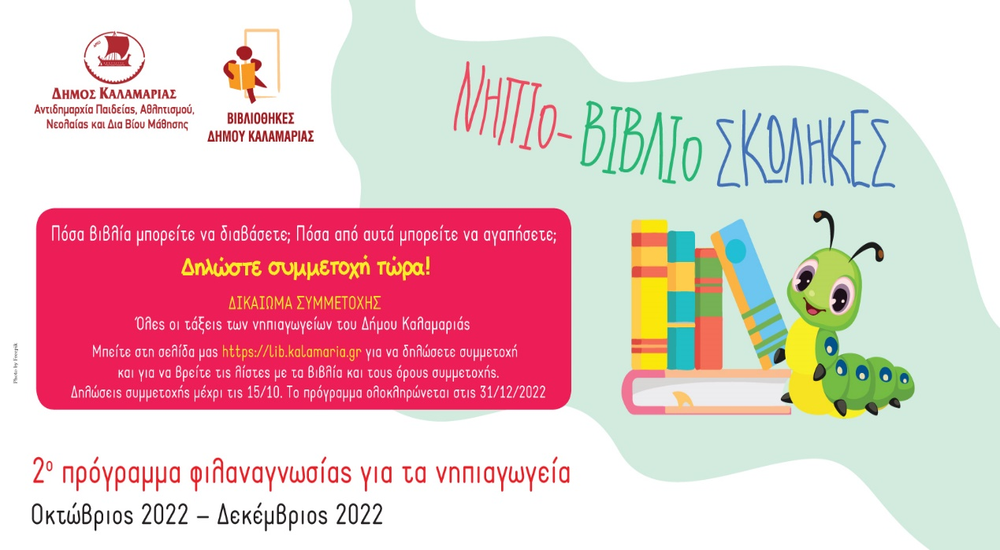 ΔΗΜΟΣ ΚΑΛΑΜΑΡΙΑΣ
Αντιδημαρχία Παιδείας, Αθλητισμού,
Νεολαίας και Δια Βίου Μάθησης
ΒΙΒΛΙΟΘΗΚΕΣ
ΔΗΜΟΥ ΚΑΛΑΜΑΡΙΑΣ
ΝΗΠΙΟ-ΒΙΒΛΙΟ ΣΚΩΛΗΚΕΣ
Πόσα βιβλία μπορείτε να διαβάσετε; Πόσα από αυτά μπορείτε να αγαπήσετε;
Δηλώστε συμμετοχή τώρα!
ΔΙΚΑΙΩΜΑ ΣΥΜΜΕΤΟΧΗΣ
Όλες οι τάξεις των νηπιαγωγείων του Δήμου Καλαμαριάς
Μπείτε στη σελίδα μας https://lib.kalamaria.gr για να δηλώσετε συμμετοχή
και για να βρείτε τις λίστες με τα βιβλία και τους όρους συμμετοχής.
Δηλώσεις συμμετοχής μέχρι τις 15/10. Το πρόγραμμα ολοκληρώνεται στις 31/12/2022
Photo by Freepik
2ο πρόγραμμα φιλαναγνωσίας για τα νηπιαγωγεία
Οκτώβριος 2022 – Δεκέμβριος 2022